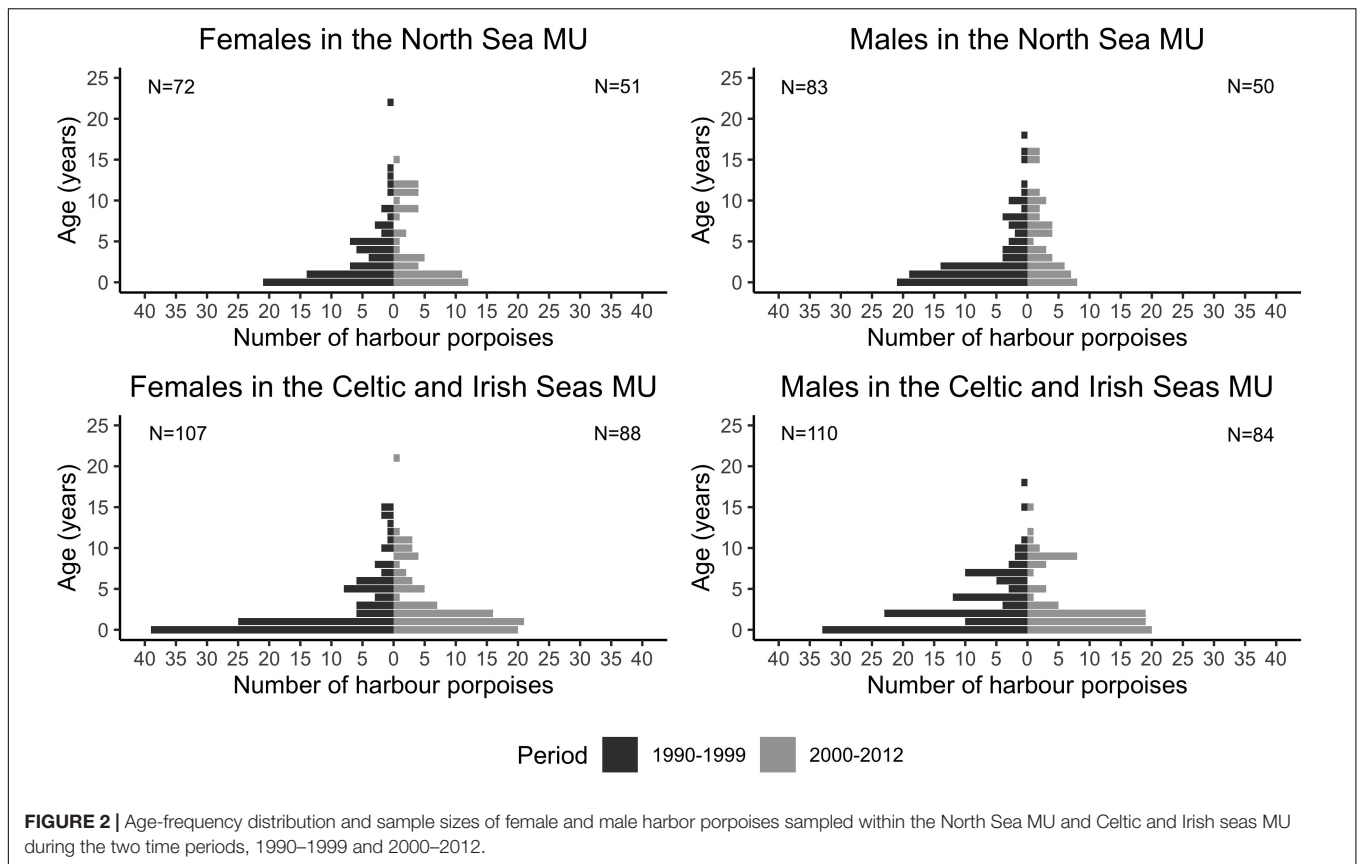 Females in the North Sea MU
25
20
15
10
5
0
Age (years)
N=72
N=51
40 35 30 25 20 15 10 5 0 5 10 15 20 25 30 35 40
Number of harbour porpoises
Males in the North Sea MU
25
20
15
10
5
0
Age (years)
N=83
N=50
40 35 30 25 20 15 10 5 0 5 10 15 20 25 30 35 40
Number of harbour porpoises
Females in the Celtic and Irish Seas MU
25
20
15
10
5
0
Age (years)
N=107
N=88
40 35 30 25 20 15 10 5 0 5 10 15 20 25 30 35 40
Number of harbour porpoises
Males in the Celtic and Irish Seas MU
25
20
15
10
5
0
Age (years)
N=110
N=84
40 35 30 25 20 15 10 5 0 5 10 15 20 25 30 35 40
Number of harbour porpoises
Period 1990-1999 2000-2012
FIGURE 2 | Age-frequency distribution and sample sizes of female and male harbor porpoises sampled within the North Sea MU and Celtic and Irish seas MU
during the two time periods, 1990–1999 and 2000–2012.